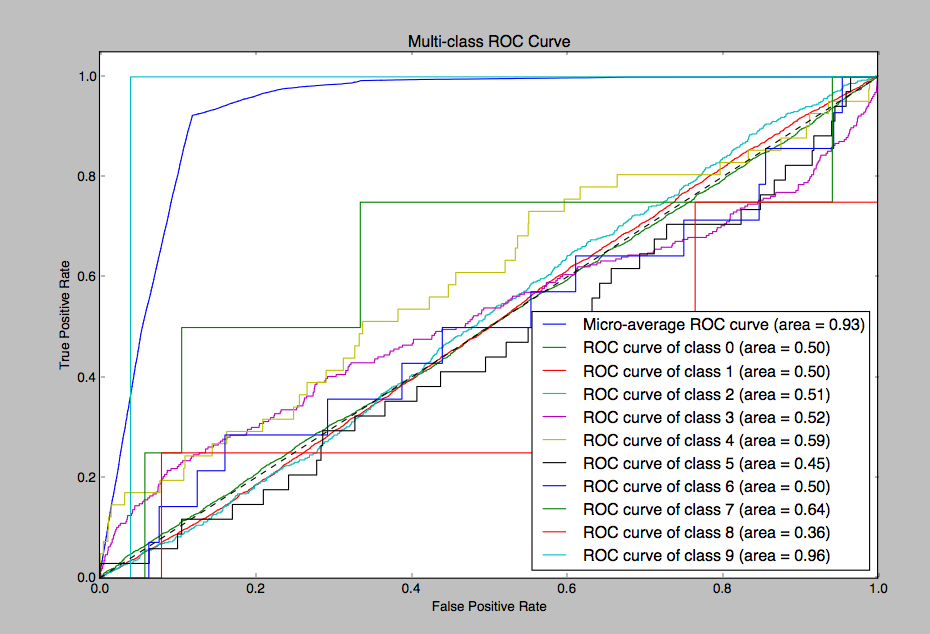 Multi-class ROC Curve
1.0
0.8
0.6
0.4
0.2
0.0
True Positive Rate
Micro-average ROC curve (area = 0.93)
ROC curve of class 0 (area = 0.50)
ROC curve of class 1 (area = 0.50)
ROC curve of class 2 (area = 0.51)
ROC curve of class 3 (area = 0.52)
ROC curve of class 4 (area = 0.59)
ROC curve of class 5 (area = 0.45)
ROC curve of class 6 (area = 0.50)
ROC curve of class 7 (area = 0.64)
ROC curve of class 8 (area = 0.36)
ROC curve of class 9 (area = 0.96)
0.0 0.2 0.4 0.6 0.8 1.0
False Positive Rate